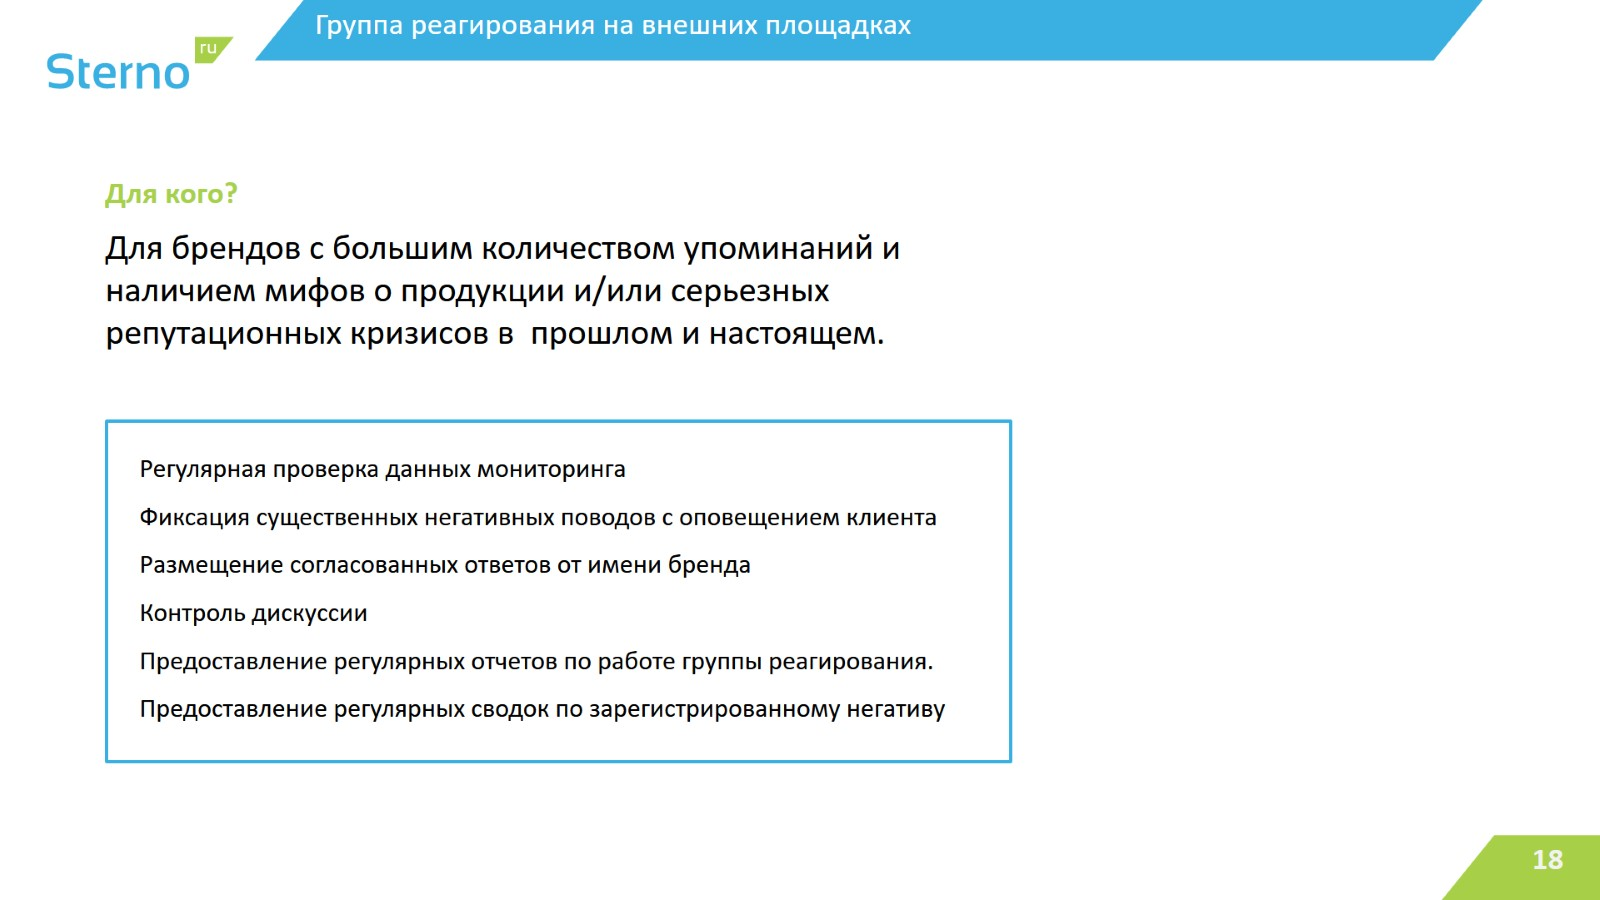 Группа реагирования на внешних площадках
Sterno
ru
Для кого?
Для брендов с большим количеством упоминаний и
наличием мифов о продукции и/или серьезных
репутационных кризисов в  прошлом и настоящем.
Регулярная проверка данных мониторинга
Фиксация существенных негативных поводов с оповещением клиента
Размещение согласованных ответов от имени бренда
Контроль дискуссии
Предоставление регулярных отчетов по работе группы реагирования.
Предоставление регулярных сводок по зарегистрированному негативу
18